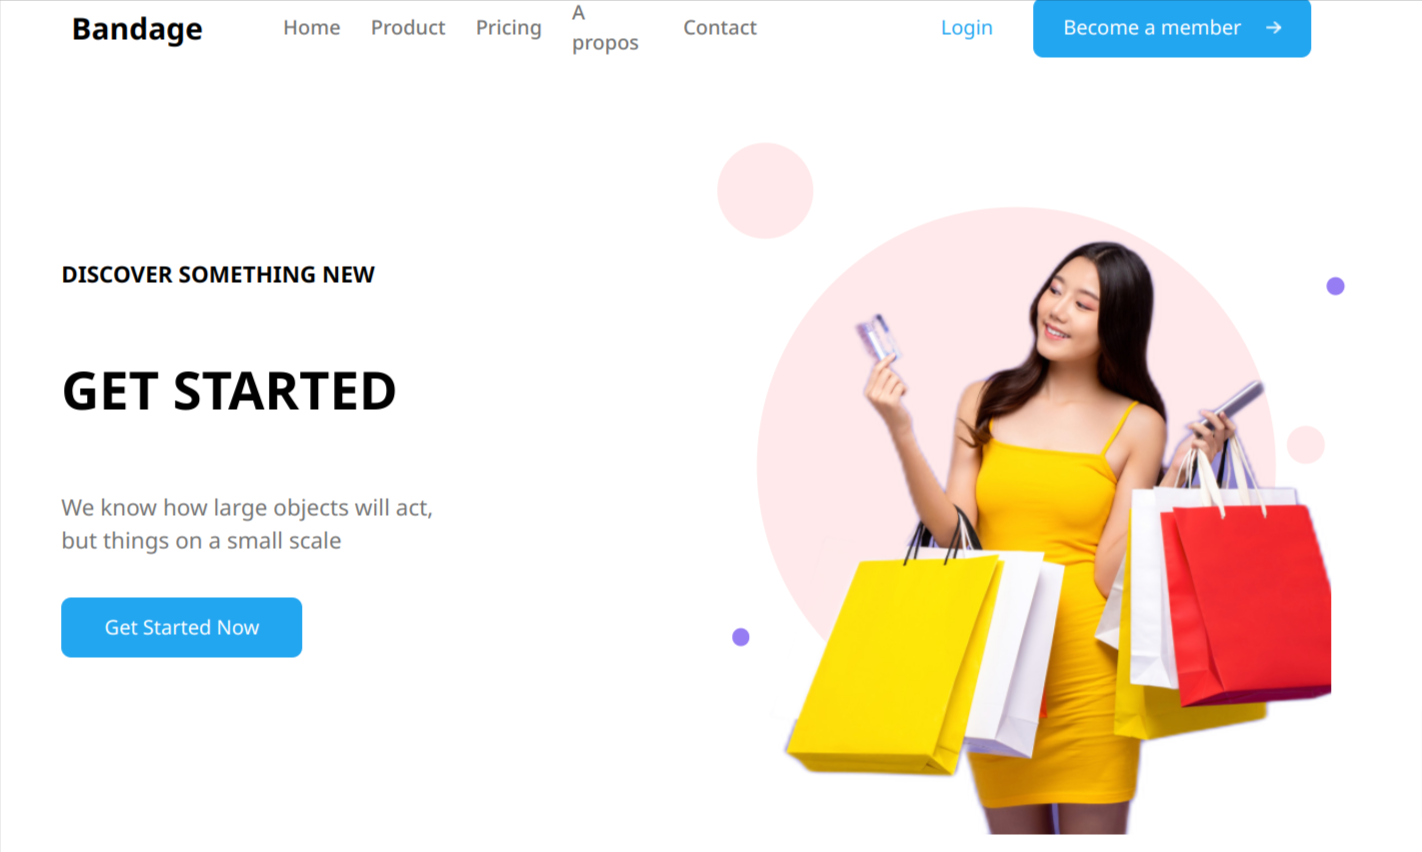 Bandage
Home
Product
Pricing
A
propos
Contact
Login
Become a member
DISCOVER SOMETHING NEW
GET STARTED
We know how large objects will act,
but things on a small scale
Get Started Now